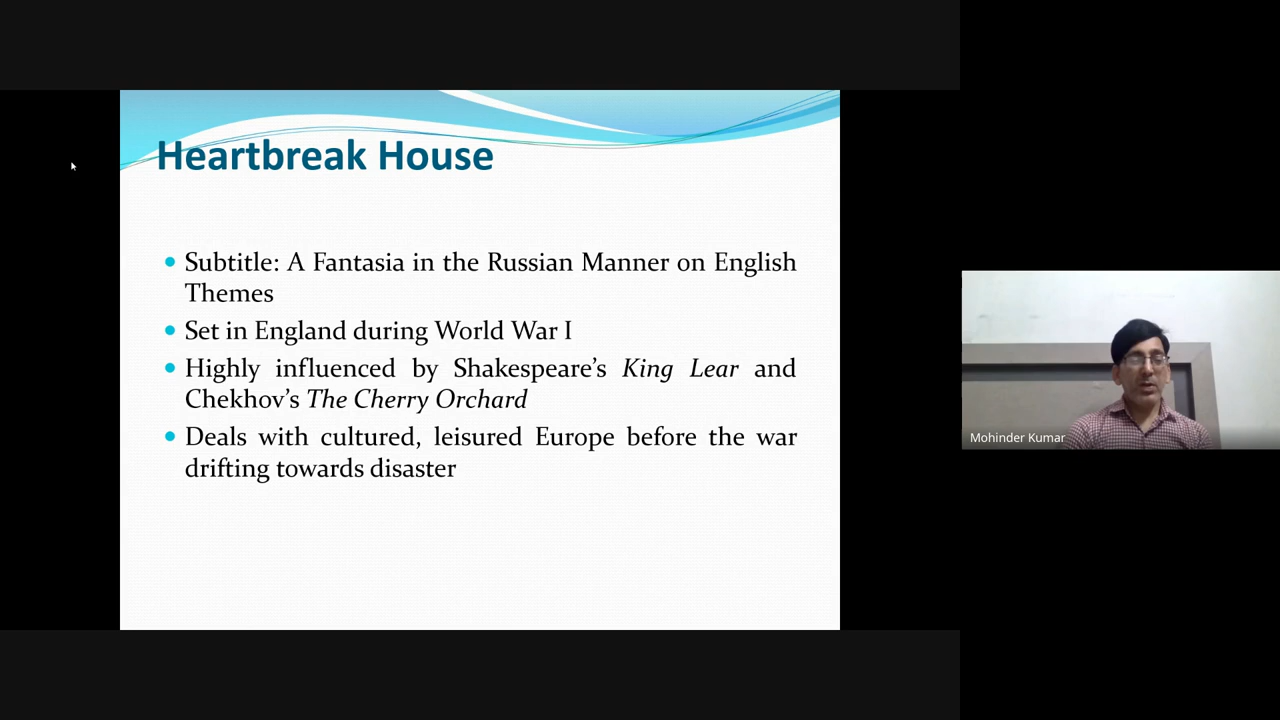 Heartbreak House
Subtitle: A Fantasia in the Russian Manner on English
Themes
Set in England during World War I
Highly influenced by Shakespeare’s King Lear and
Chekhov’s The Cherry Orchard
Deals with cultured, leisured Europe before the war
drifting towards disaster
Mohinder Kumar